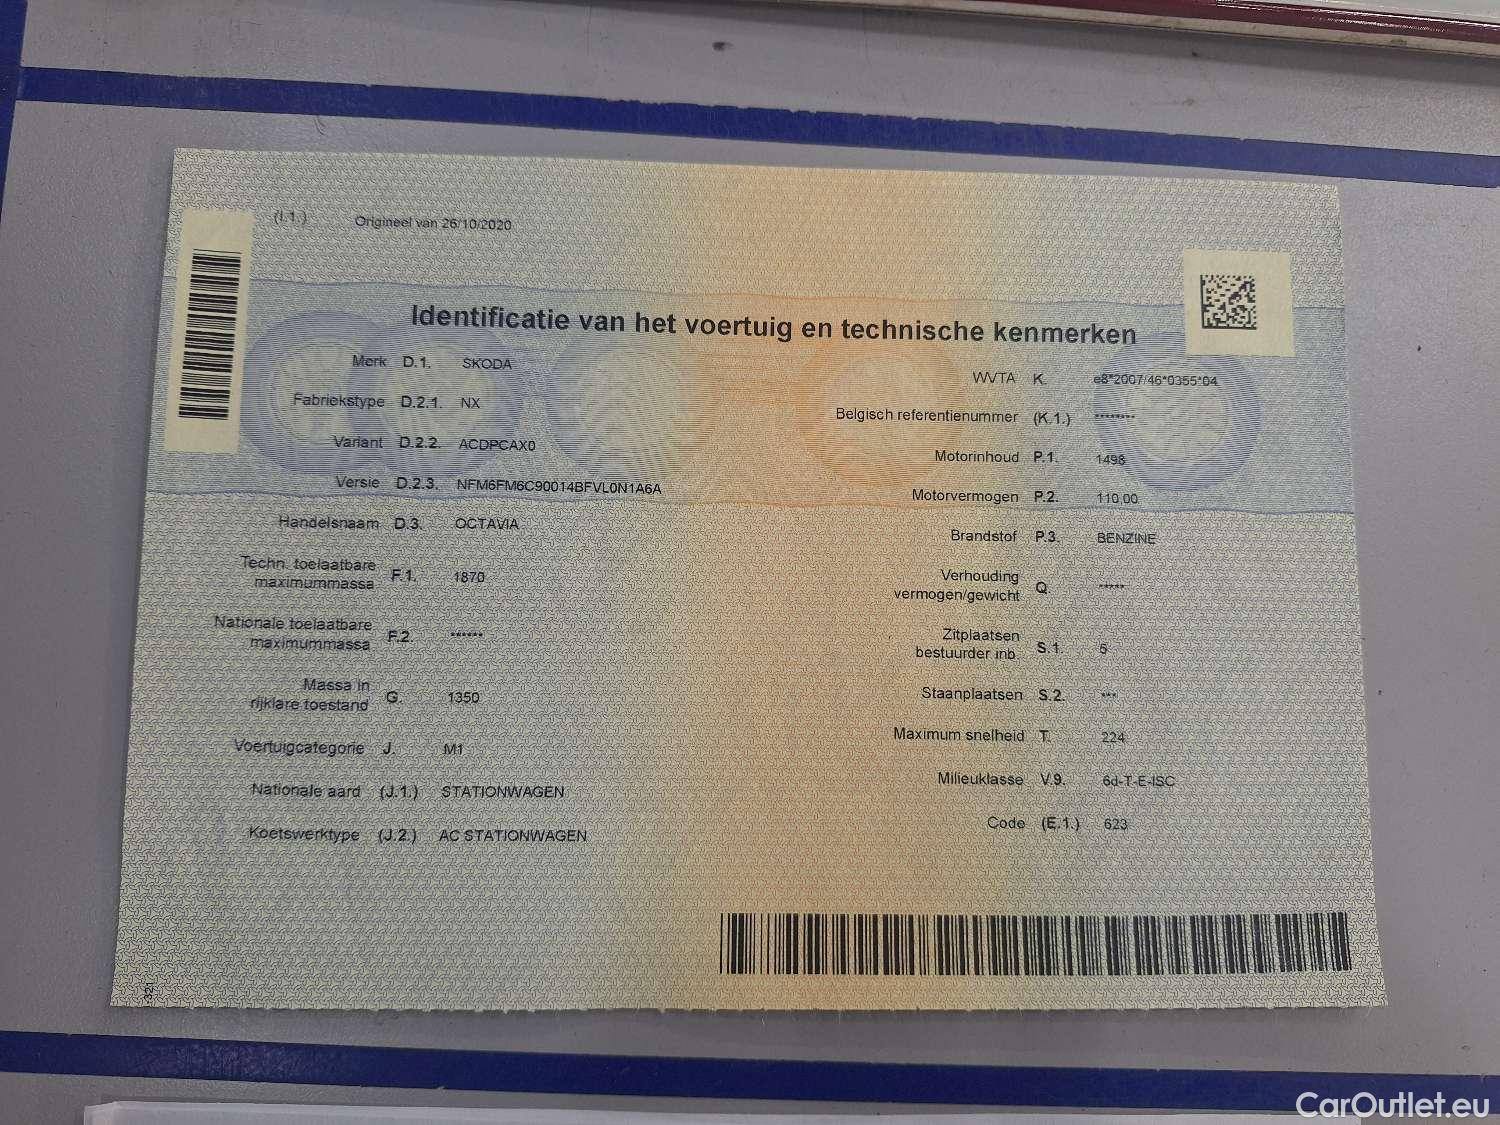 (I.1.) Origineel van 26/10/2020
Identificatie van het voertuig en technische kenmerken
Merk D.1. SKODA
Fabriekstype D.2.1. NX
Variant D.2.2. ACDPCAX0
Versie D.2.3. NFM6FM6C90014BFVL0N1A6A
Handelsnaam D.3. OCTAVIA
Techn. toelaatbare
maximummassa F.1. 1870
Nationale toelaatbare
maximummassa F.2. ******
Massa in
rijklare toestand G. 1350
Voertuigcategorie J. M1
Nationale aard (J.1.) STATIONWAGEN
Koetswerktype (J.2.) AC STATIONWAGEN
WVTA K. e8*2007/46*0355*04
Belgisch referentienummer (K.1.) ********
Motorinhoud P.1. 1498
Motorvermogen P.2. 110,00
Brandstof P.3. BENZINE
Verhouding
vermogen/gewicht Q. *****
Zitplaatsen
bestuurder inb. S.1. 5
Staanplaatsen S.2. ***
Maximum snelheid T. 224
Milieuklasse V.9. 6d-T-E-ISC
Code (E.1.) 623
321
CarOutlet.eu